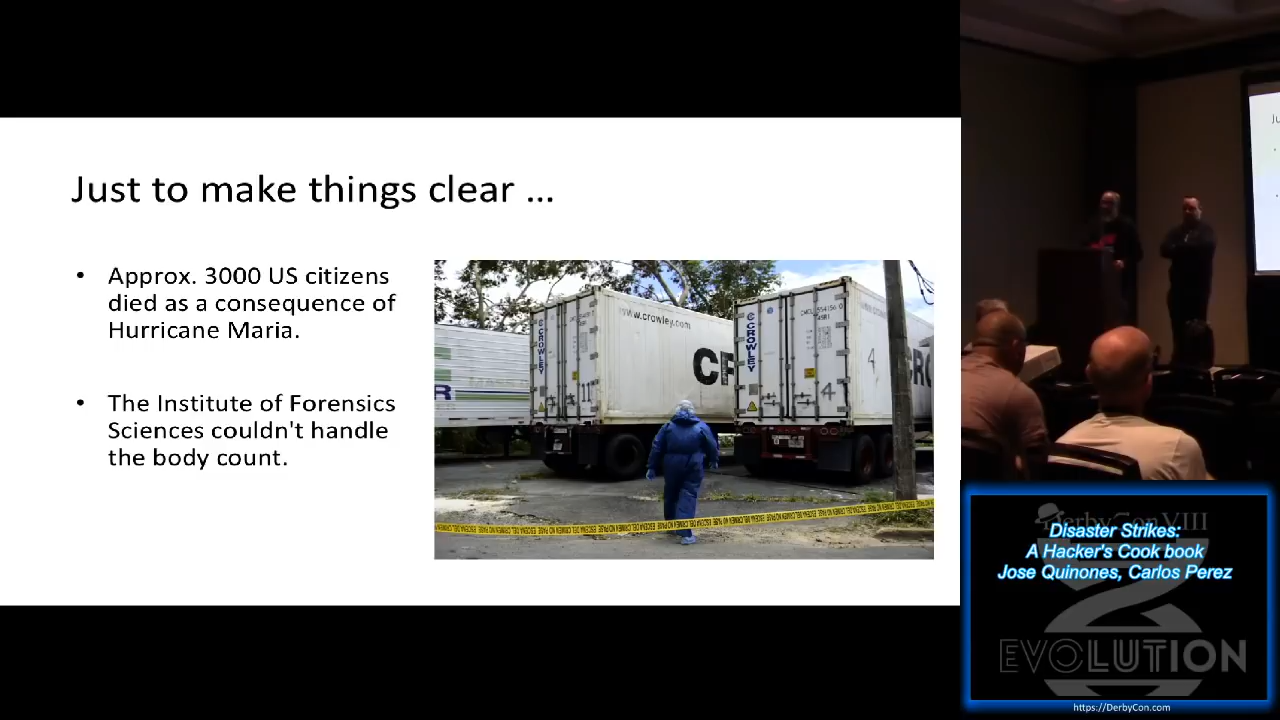 Just to make things clear ...
• Approx. 3000 US citizens
died as a consequence of
Hurricane Maria.
• The Institute of Forensics
Sciences couldn't handle
the body count.
www.crowley.com
CROWLEY
11
CROWLEY
4
4
DerbyCon VIII
Disaster Strikes:
A Hacker's Cook book
Jose Quinones, Carlos Perez
EVOLUTION
https://DerbyCon.com